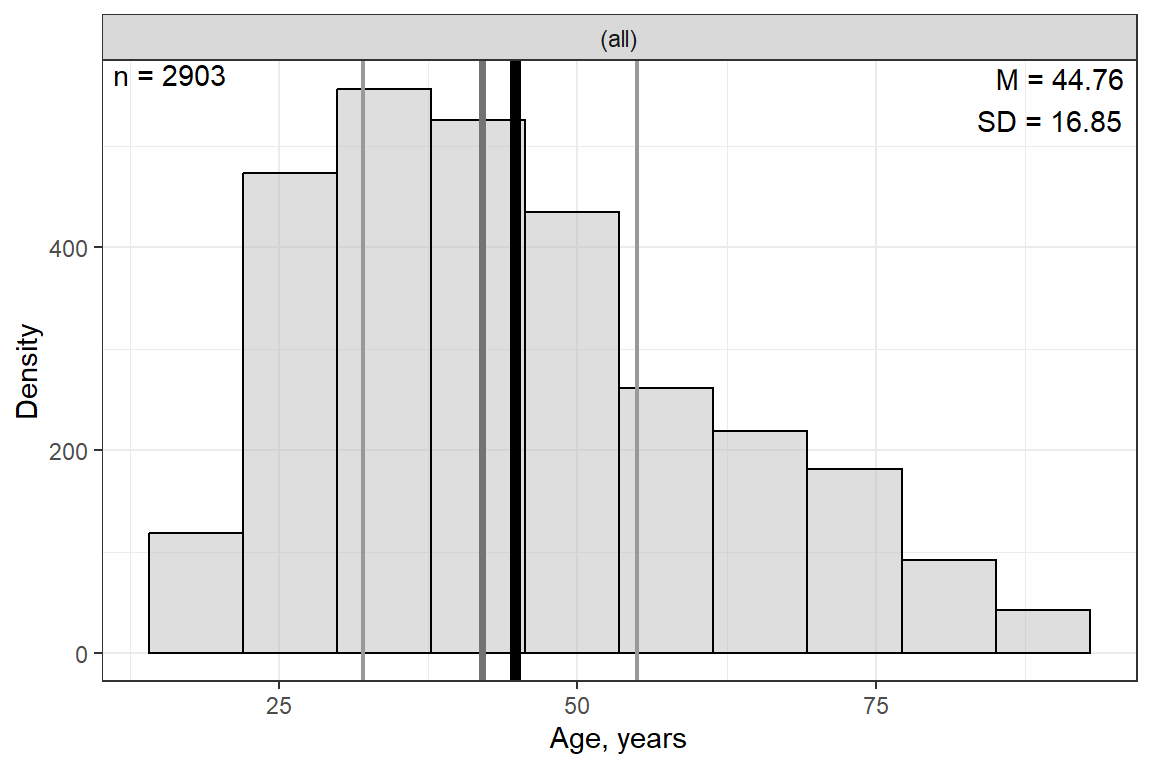 (all)
n = 2903
M = 44.76
SD = 16.85
Density
400
200
0
25 50 75
Age, years